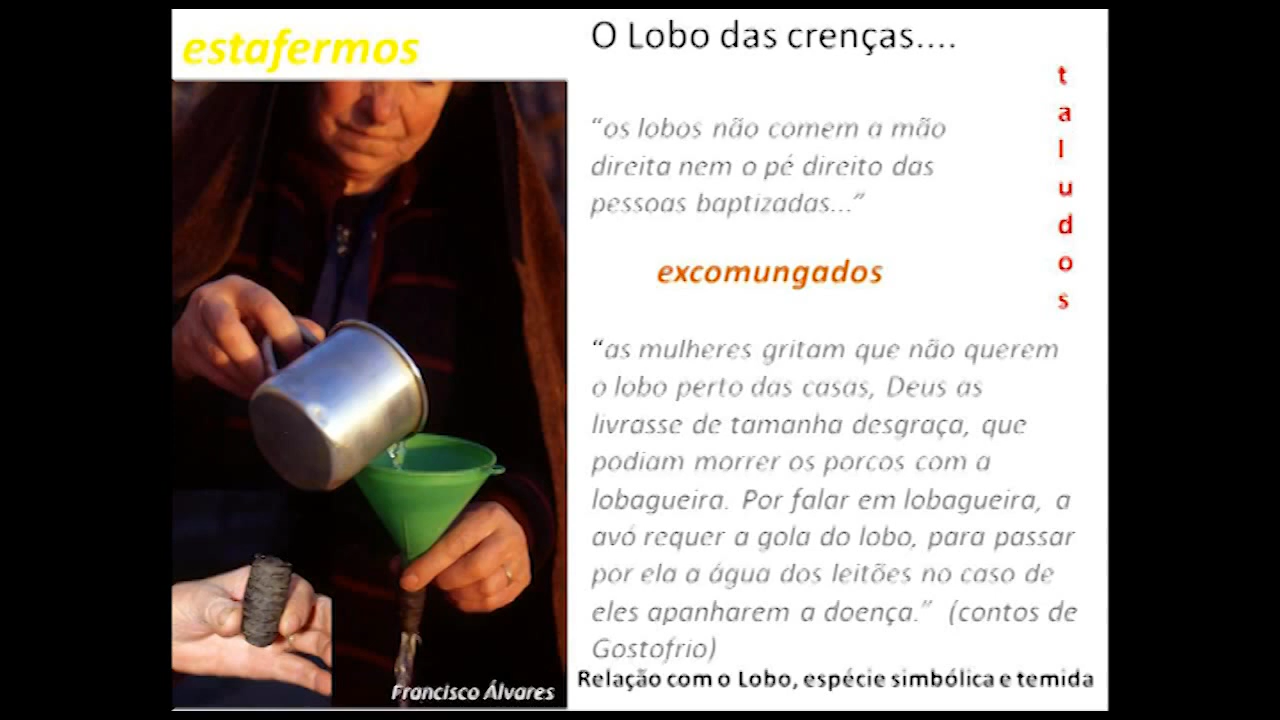 estafermos
O Lobo das crenças....
taludos
“os lobos não comem a mão
direita nem o pé direito das
pessoas baptizadas...”
excomungados
“as mulheres gritam que não querem
o lobo perto das casas, Deus as
livrasse de tamanha desgraça, que
podiam morrer os porcos com a
lobagueira. Por falar em lobagueira, a
avó requer a gola do lobo, para passar
por ela a água dos leitões no caso de
eles apanharem a doença.” (contos de
Gostofrio)
Francisco Álvares
Relação com o Lobo, espécie simbólica e temida